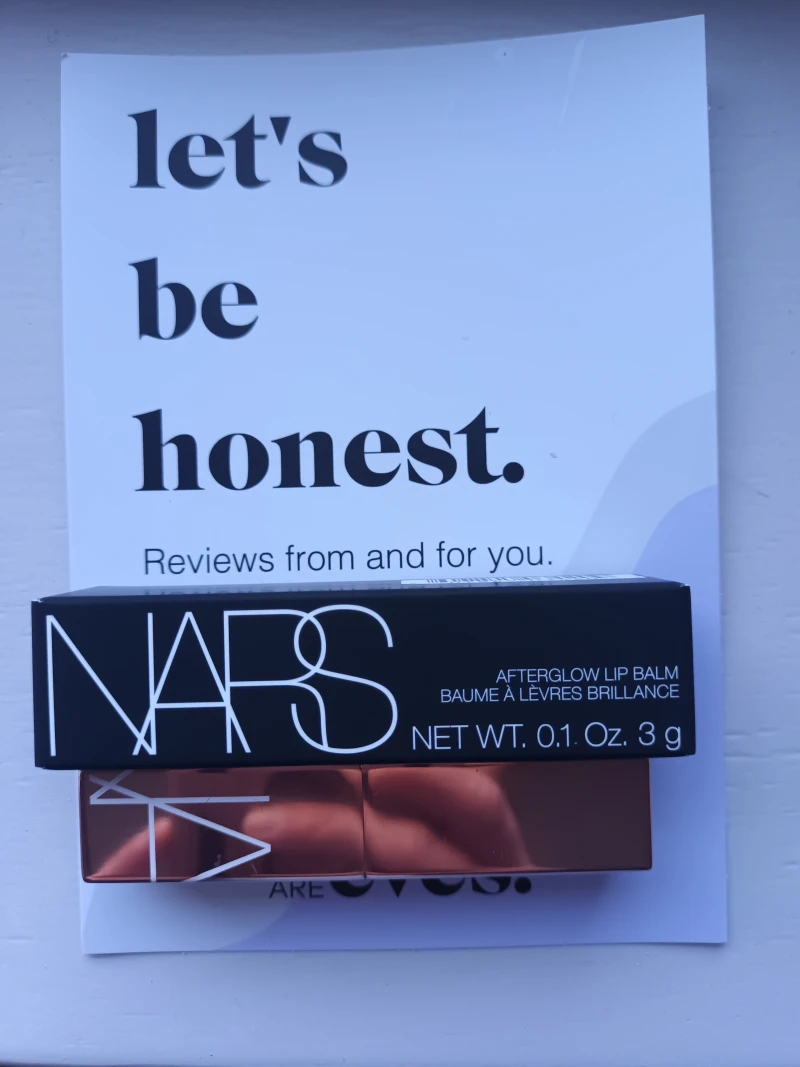 let's
be
honest.
Reviews from and for you.
NARS
AFTERGLOW LIP BALM
BAUME À LÈVRES BRILLANCE
NET WT. 0.1 Oz. 3 g
ARE eves.